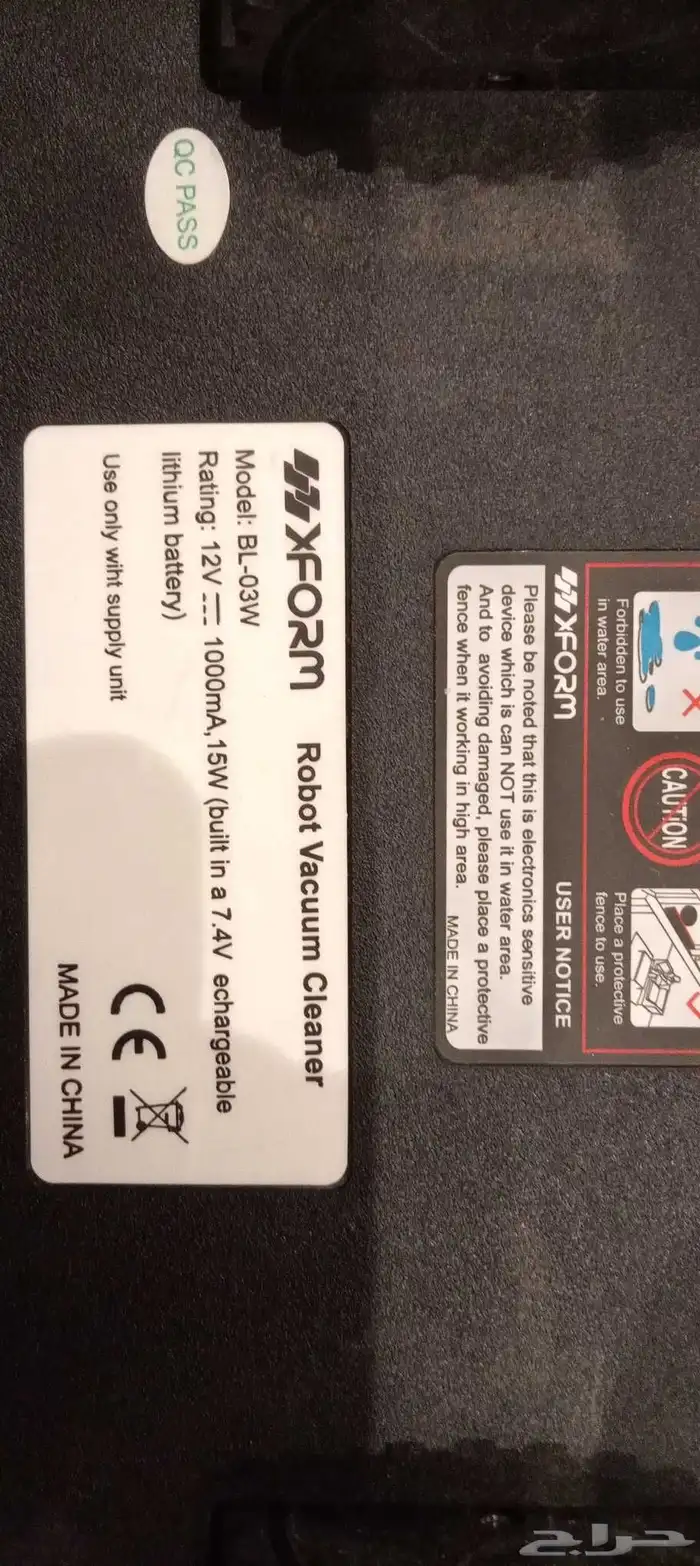 QC PASS
XFORM Robot Vacuum Cleaner
Model: BL-03W
Rating: 12V 1000mA,15W (built in a 7.4V echargeable
lithium battery)
Use only wiht supply unit
CE
MADE IN CHINA
Forbidden to use
in water area.
CAUTION
Place a protective
fence to use.
XFORM USER NOTICE
Please be noted that this is electronics sensitive
device which is can NOT use it in water area.
And to avoiding damaged, please place a protective
fence when it working in high area. MADE IN CHINA
حراج